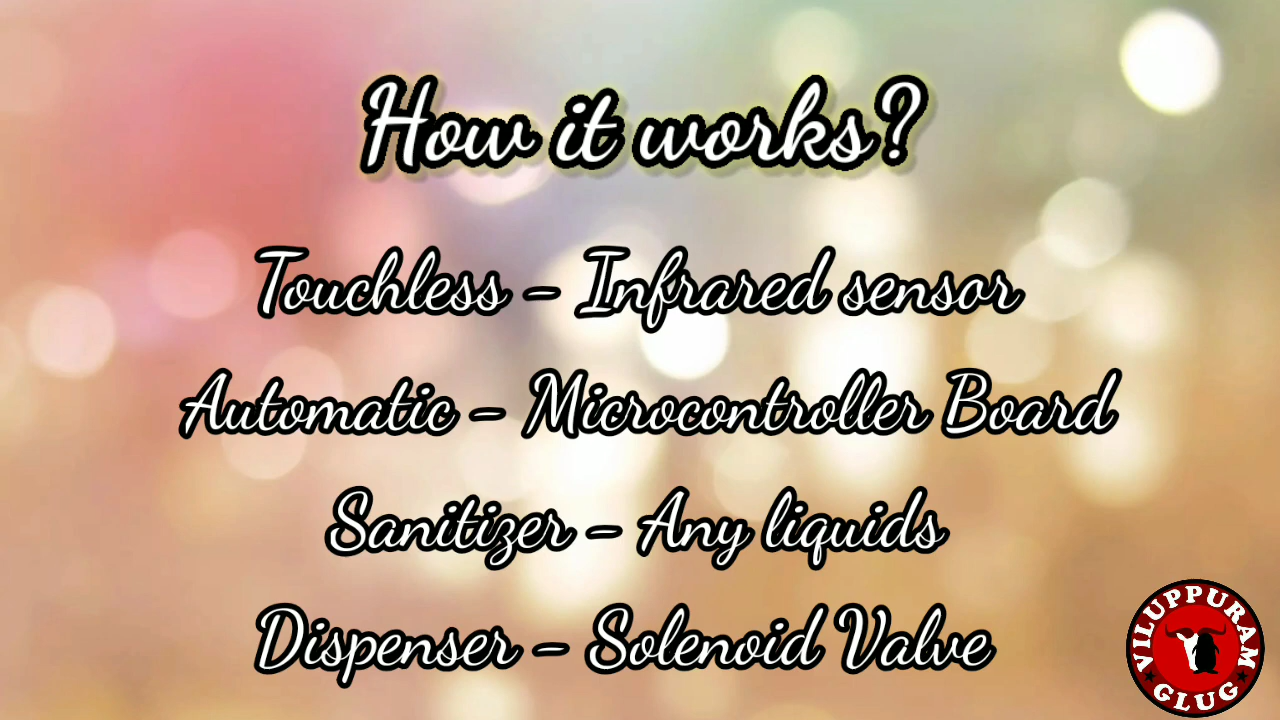 How it works?
Touchless - Infrared sensor
Automatic - Microcontroller Board
Sanitizer - Any liquids
Dispenser - Solenoid Valve
VILUPPURAM
GLUG